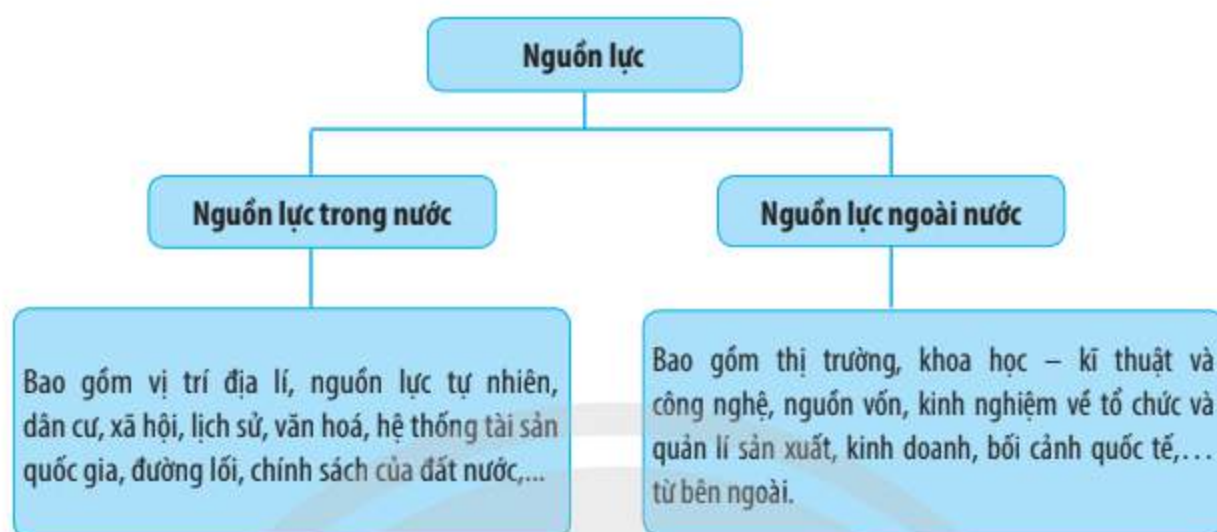 Nguồn lực
Nguồn lực trong nước
Nguồn lực ngoài nước
Bao gồm vị trí địa lí, nguồn lực tự nhiên,
dân cư, xã hội, lịch sử, văn hoá, hệ thống tài sản
quốc gia, đường lối, chính sách của đất nước,...
Bao gồm thị trường, khoa học – kĩ thuật và
công nghệ, nguồn vốn, kinh nghiệm về tổ chức và
quản lí sản xuất, kinh doanh, bối cảnh quốc tế,...
từ bên ngoài.